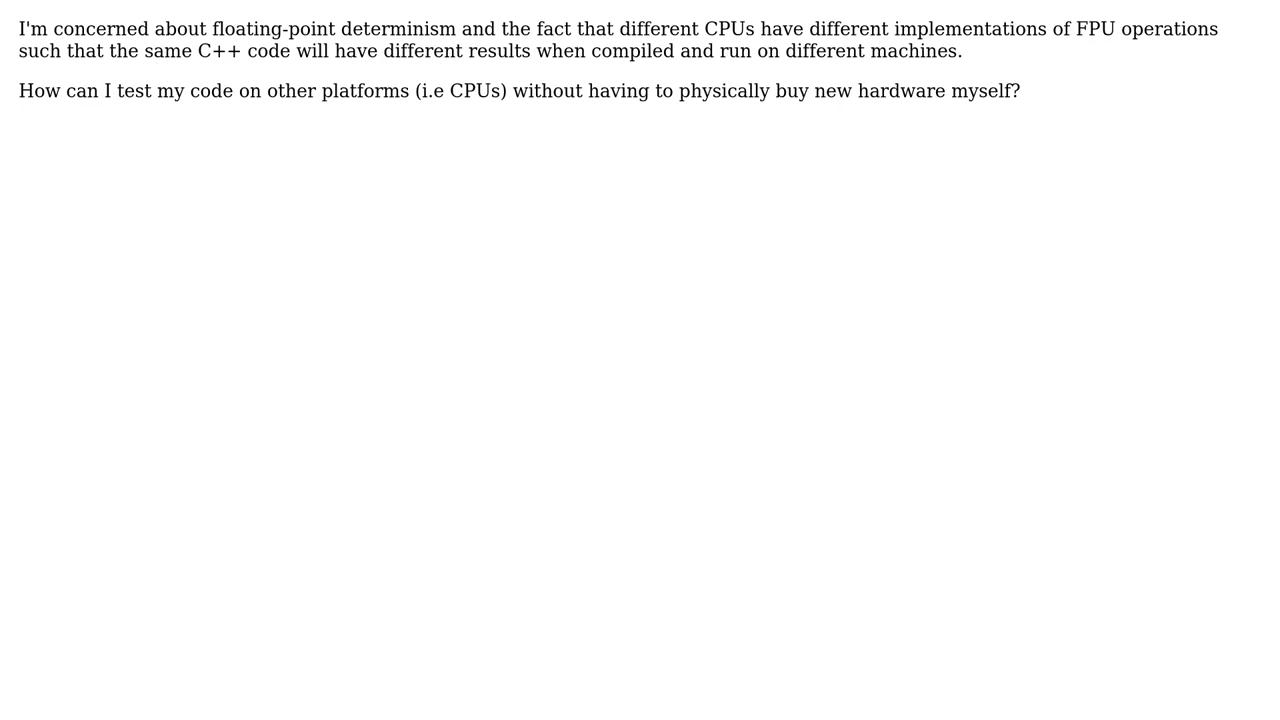 I'm concerned about floating-point determinism and the fact that different CPUs have different implementations of FPU operations
such that the same C++ code will have different results when compiled and run on different machines.
How can I test my code on other platforms (i.e CPUs) without having to physically buy new hardware myself?